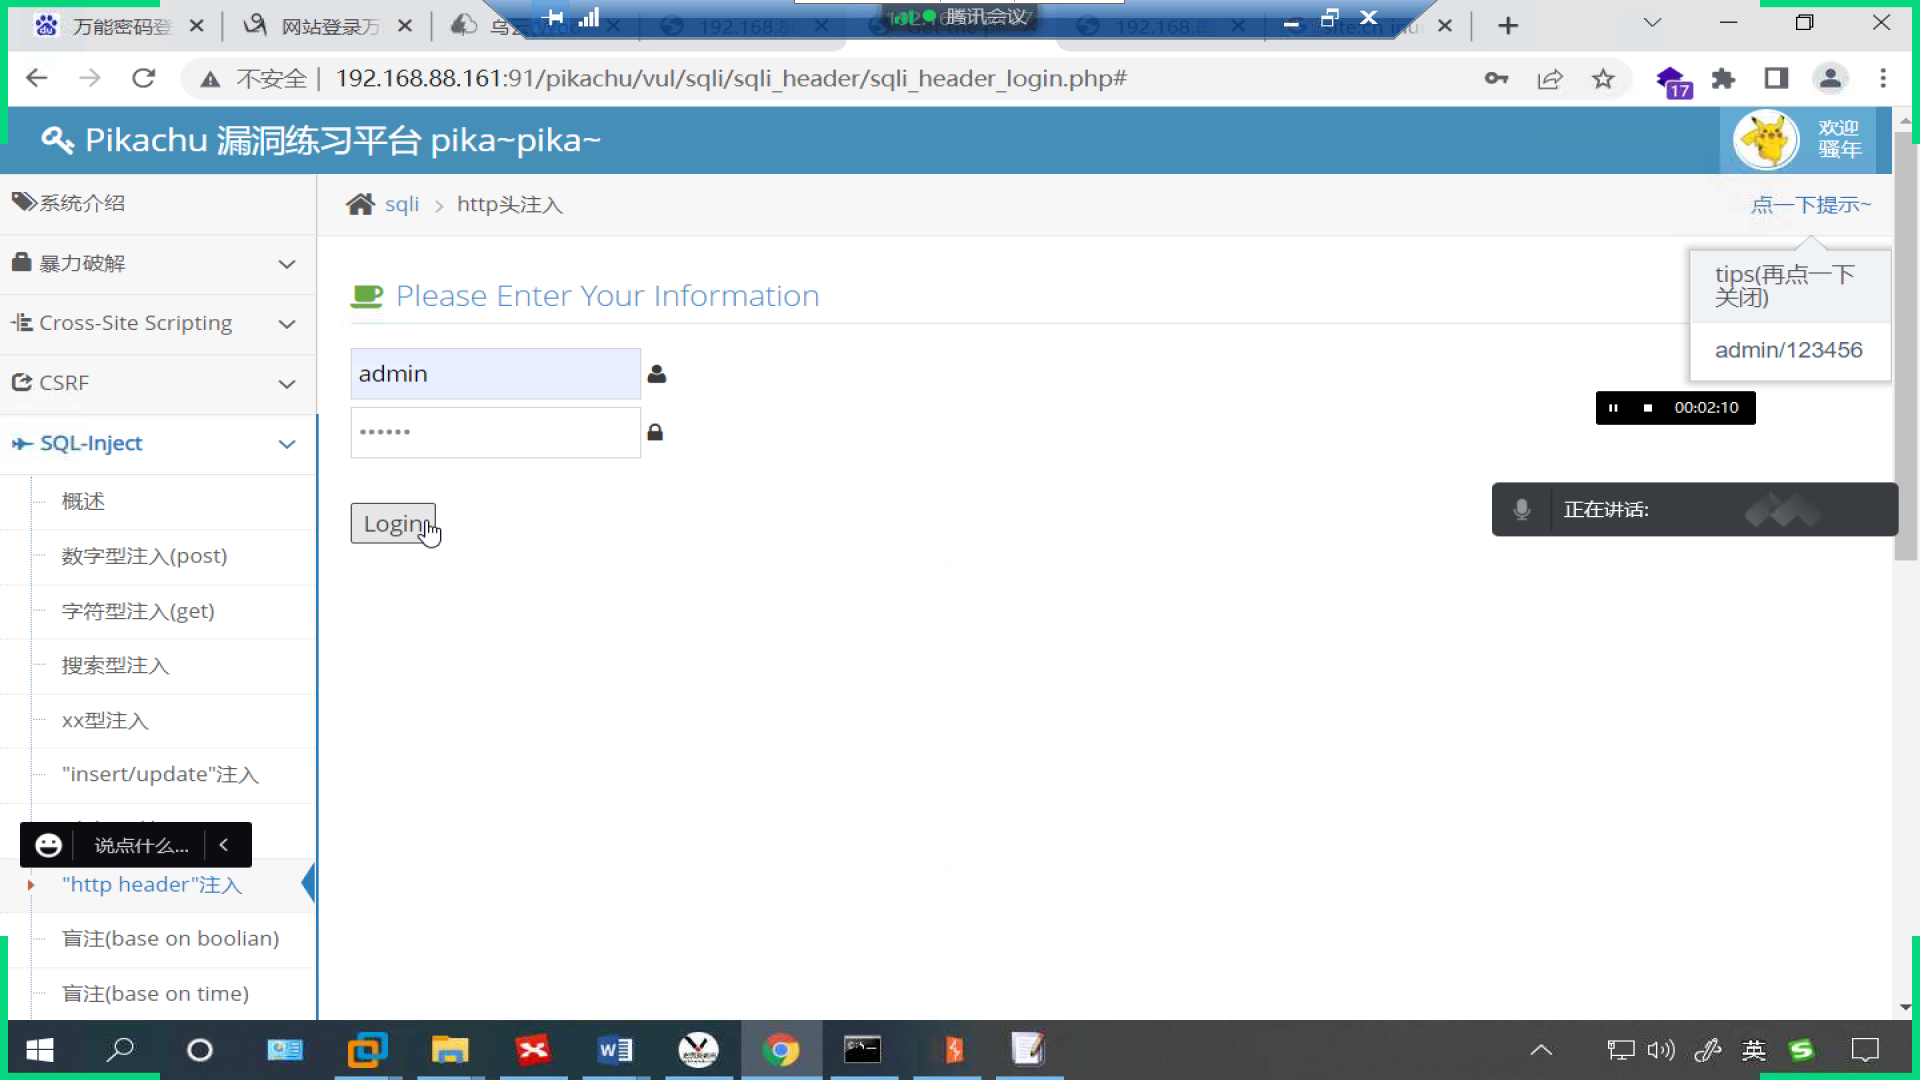 万能密码登
网站登录万
192.168.8
腾讯会议
192.168.8
不安全
192.168.88.161:91/pikachu/vul/sqli/sqli_header/sqli_header_login.php#
17
Pikachu 漏洞练习平台 pika~pika~
欢迎
骚年
系统介绍
sqli > http头注入
点一下提示~
暴力破解
tips(再点一下
关闭)
Please Enter Your Information
Cross-Site Scripting
admin/123456
admin
CSRF
00:02:10
••••••
SQL-Inject
概述
正在讲话:
Login
数字型注入(post)
字符型注入(get)
搜索型注入
xx型注入
"insert/update"注入
说点什么...
"http header"注入
盲注(base on boolian)
盲注(base on time)
英